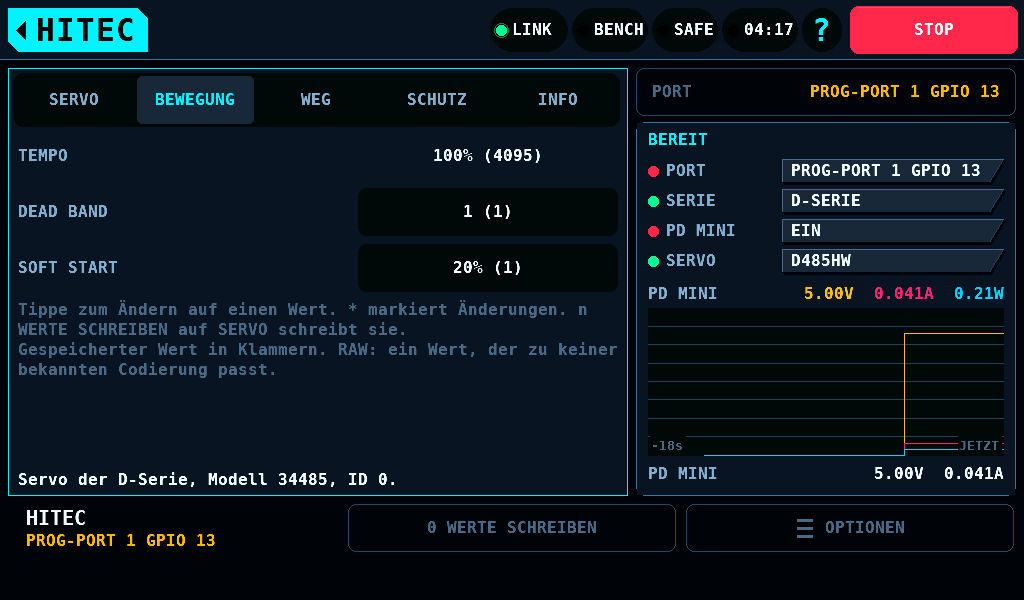 HITEC
LINK
BENCH
SAFE
04:17
?
STOP
SERVO
BEWEGUNG
WEG
SCHUTZ
INFO
TEMPO
100% (4095)
DEAD BAND
1 (1)
SOFT START
20% (1)
Tippe zum Ändern auf einen Wert. * markiert Änderungen. n
WERTE SCHREIBEN auf SERVO schreibt sie.
Gespeicherter Wert in Klammern. RAW: ein Wert, der zu keiner
bekannten Codierung passt.
Servo der D-Serie, Modell 34485, ID 0.
PORT
PROG-PORT 1 GPIO 13
BEREIT
PORT
PROG-PORT 1 GPIO 13
SERIE
D-SERIE
PD MINI
EIN
SERVO
D485HW
PD MINI
5.00V 0.041A 0.21W
-18s
JETZT
PD MINI
5.00V 0.041A
HITEC
PROG-PORT 1 GPIO 13
0 WERTE SCHREIBEN
OPTIONEN